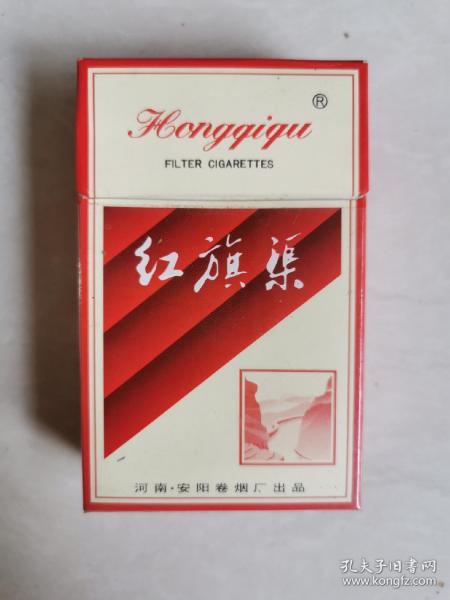 Hongqiqu ®
FILTER CIGARETTES
红旗渠
河南·安阳卷烟厂出品
孔夫子旧书网
www.kongfz.com